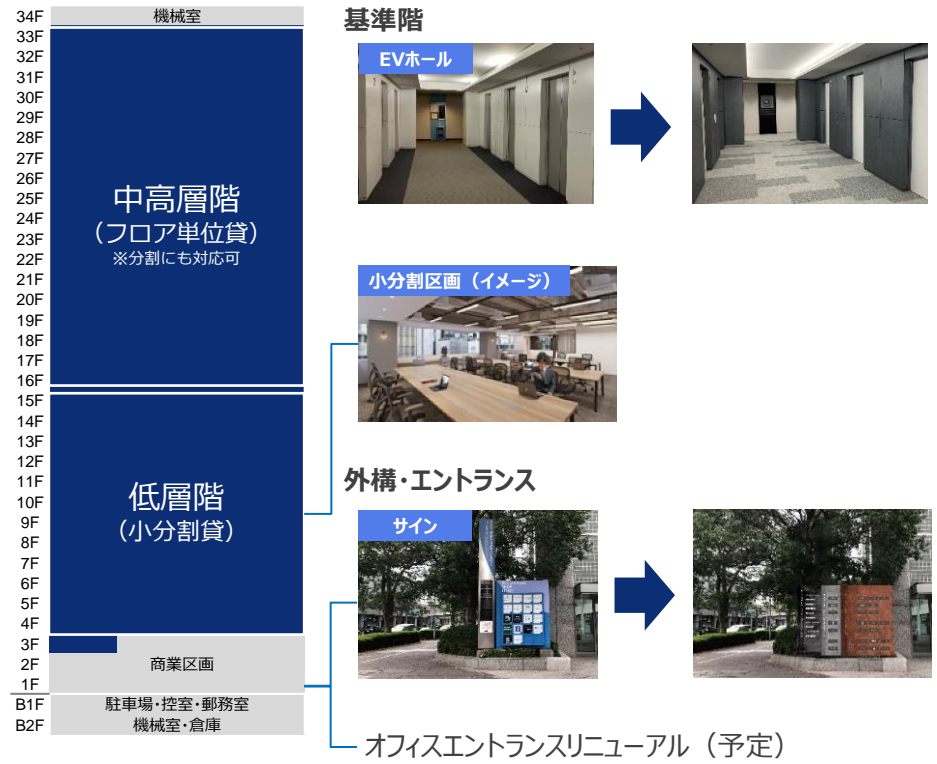 34F
33F
32F
31F
30F
29F
28F
27F
26F
25F
24F
23F
22F
21F
20F
19F
18F
17F
16F
15F
14F
13F
12F
11F
10F
9F
8F
7F
6F
5F
4F
3F
2F
1F
B1F
B2F
機械室
中高層階
（フロア単位貸）
※分割にも対応可
低層階
（小分割貸）
商業区画
駐車場・控室・郵務室
機械室・倉庫
基準階
EVホール
小分割区画（イメージ）
外構・エントランス
サイン
オフィスエントランスリニューアル（予定）